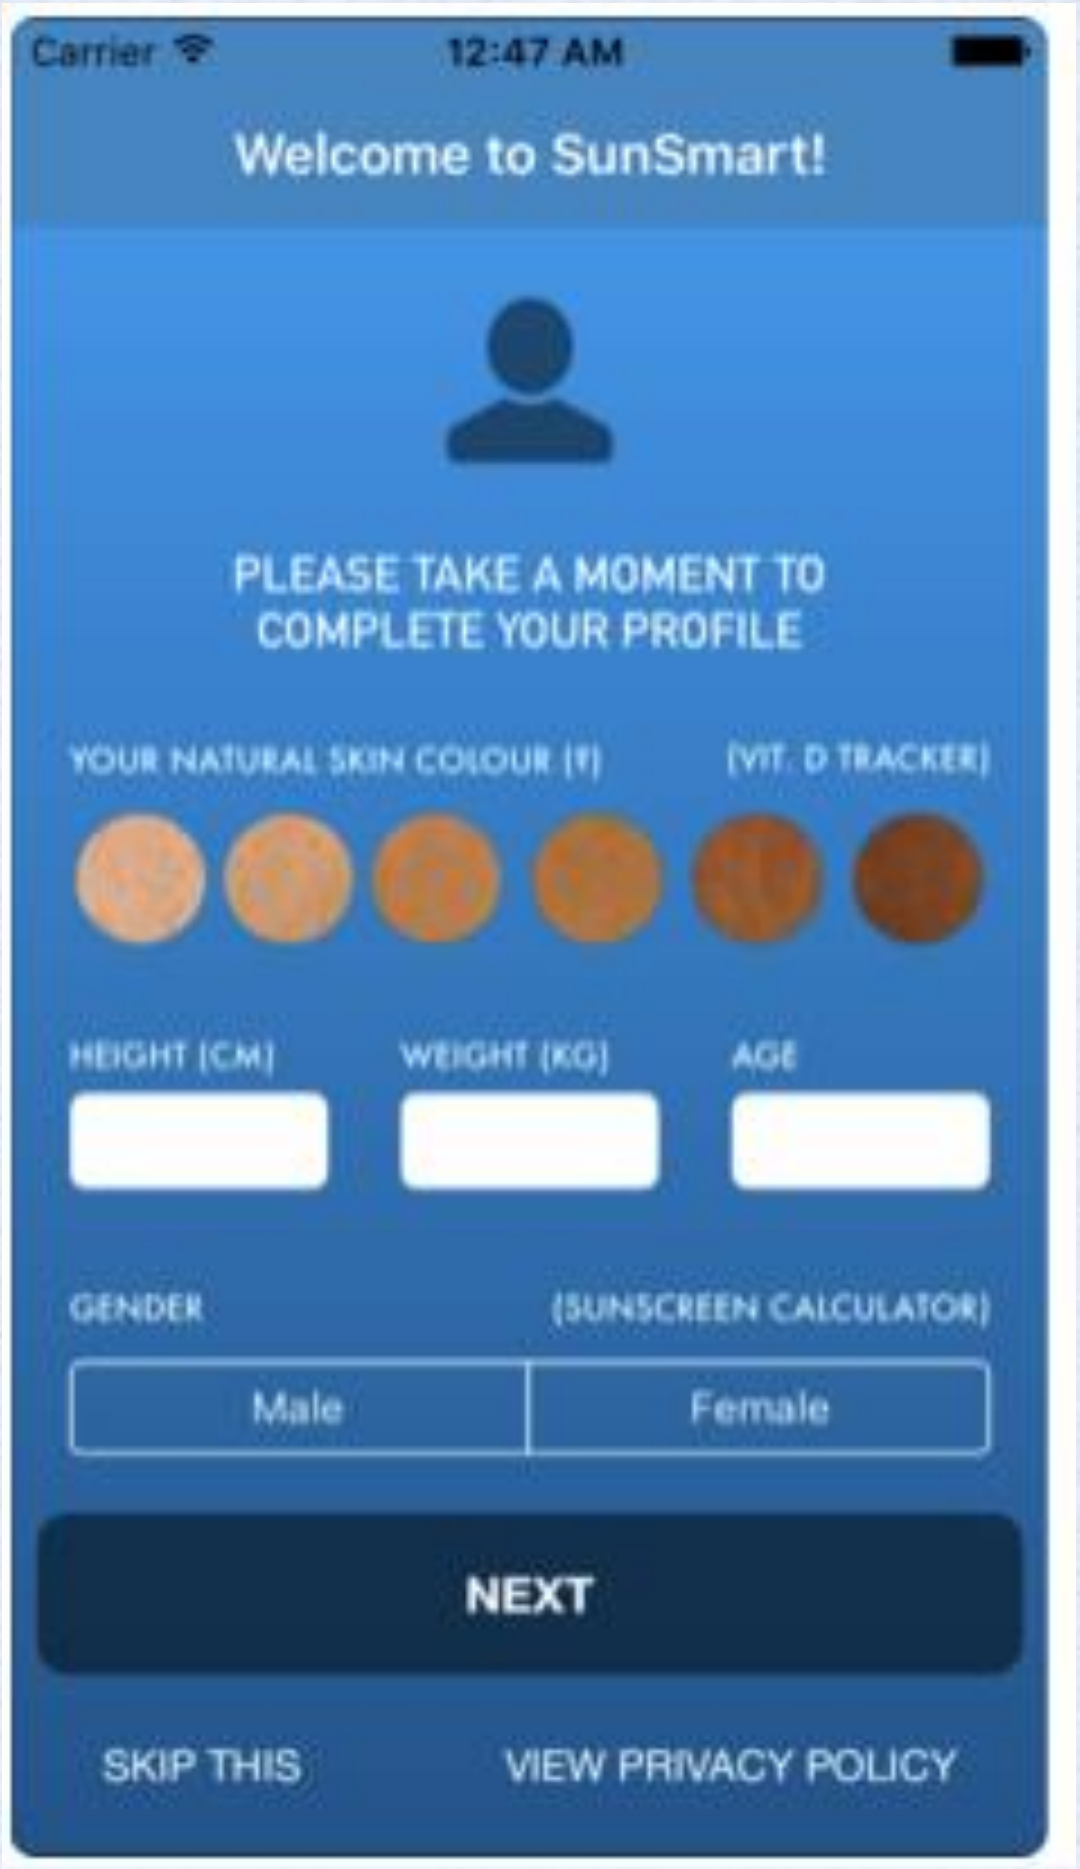 Carrier
12:47 AM
Welcome to SunSmart!
PLEASE TAKE A MOMENT TO
COMPLETE YOUR PROFILE
YOUR NATURAL SKIN COLOUR (?) (VIT. D TRACKER)
HEIGHT (CM) WEIGHT (KG) AGE
GENDER (SUNSCREEN CALCULATOR)
Male Female
NEXT
SKIP THIS VIEW PRIVACY POLICY